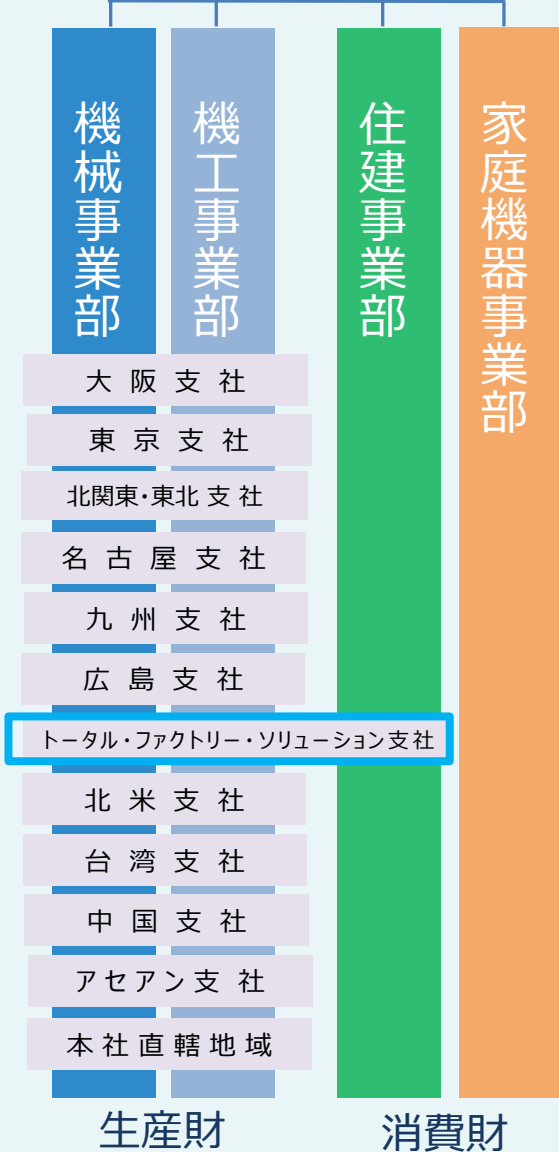 機械事業部
機工事業部
住建事業部
家庭機器事業部
大阪支社
東京支社
北関東・東北支社
名古屋支社
九州支社
広島支社
トータル・ファクトリー・ソリューション支社
北米支社
台湾支社
中国支社
アセアン支社
本社直轄地域
生産財
消費財